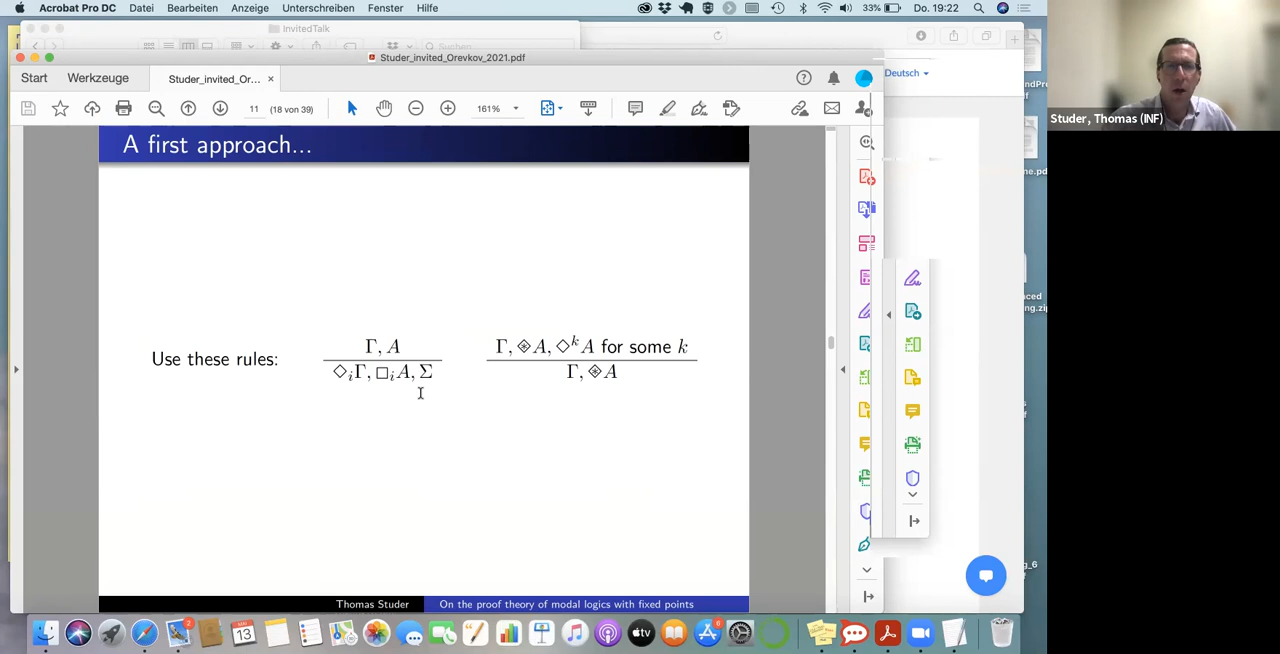 Acrobat Pro DC Datei Bearbeiten Anzeige Unterschreiben Fenster Hilfe 33% Do. 19:22
InvitedTalk
Suchen
Studer_invited_Orevkov_2021.pdf
Start Werkzeuge Studer_invited_Or... × Deutsch
11 (18 von 39) 161%
Studer, Thomas (INF)
A first approach...
Γ, A Γ, ⟐A, ◇ᵏA for some k
Use these rules:
◇ᵢΓ, □ᵢA, Σ Γ, ⟐A
Thomas Studer On the proof theory of modal logics with fixed points